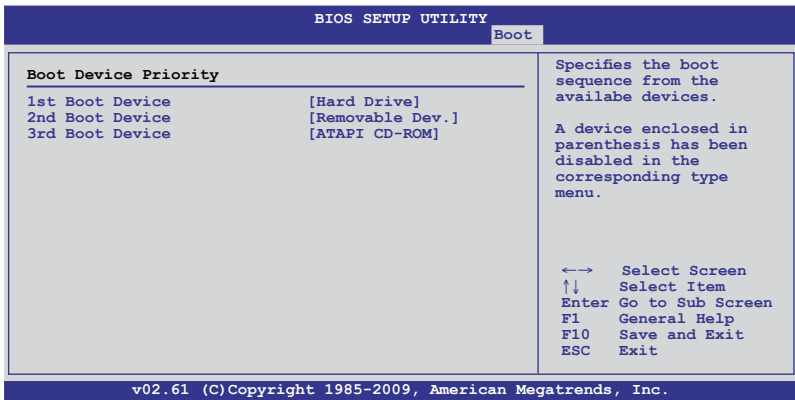 BIOS SETUP UTILITY
Boot
Boot Device Priority
1st Boot Device [Hard Drive]
2nd Boot Device [Removable Dev.]
3rd Boot Device [ATAPI CD-ROM]
Specifies the boot
sequence from the
availabe devices.
A device enclosed in
parenthesis has been
disabled in the
corresponding type
menu.
←→ Select Screen
↑↓ Select Item
Enter Go to Sub Screen
F1 General Help
F10 Save and Exit
ESC Exit
v02.61 (C)Copyright 1985-2009, American Megatrends, Inc.